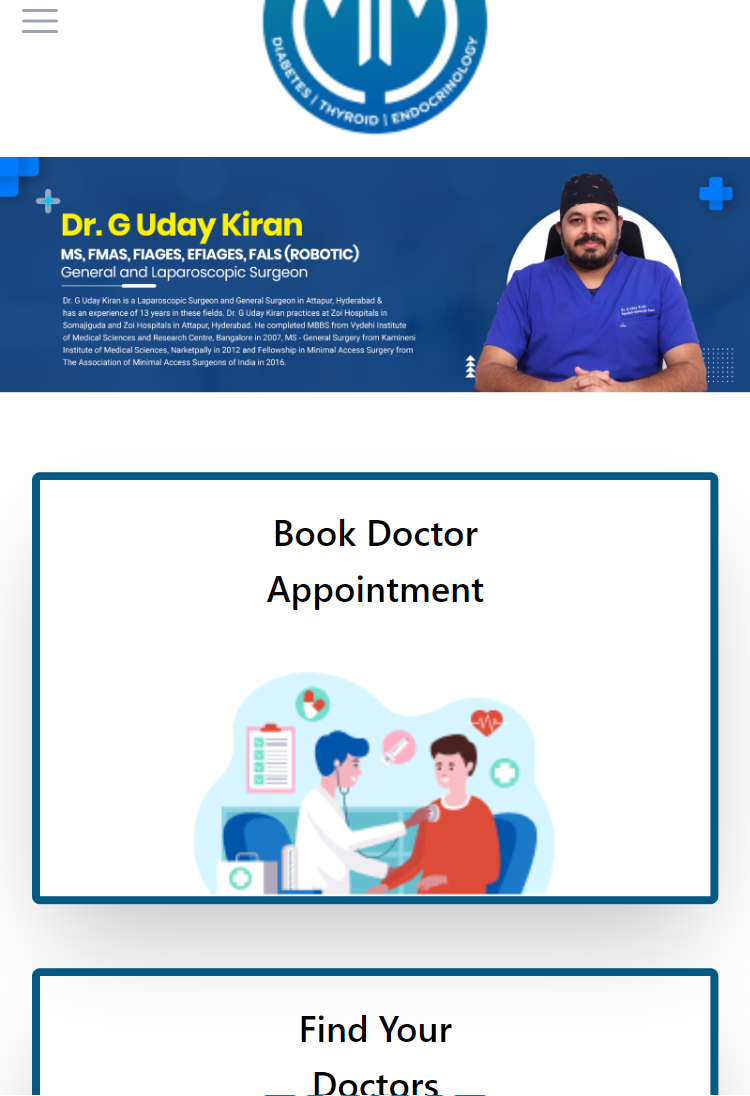 DIABETES | THYROID | ENDOCRINOLOGY
Dr. G Uday Kiran
MS, FMAS, FIAGES, EFIAGES, FALS (ROBOTIC)
General and Laparoscopic Surgeon
Dr. G Uday Kiran is a Laparoscopic Surgeon and General Surgeon in Attapur, Hyderabad &
has an experience of 13 years in these fields. Dr. G Uday Kiran practices at Zoi Hospitals in
Somajiguda and Zoi Hospitals in Attapur, Hyderabad. He completed MBBS from Vydehi Institute
of Medical Sciences and Research Centre, Bangalore in 2007, MS - General Surgery from Kamineni
Institute of Medical Sciences, Narketpally in 2012 and Fellowship in Minimal Access Surgery from
The Association of Minimal Access Surgeons of India in 2016.
Book Doctor
Appointment
Find Your
Doctors